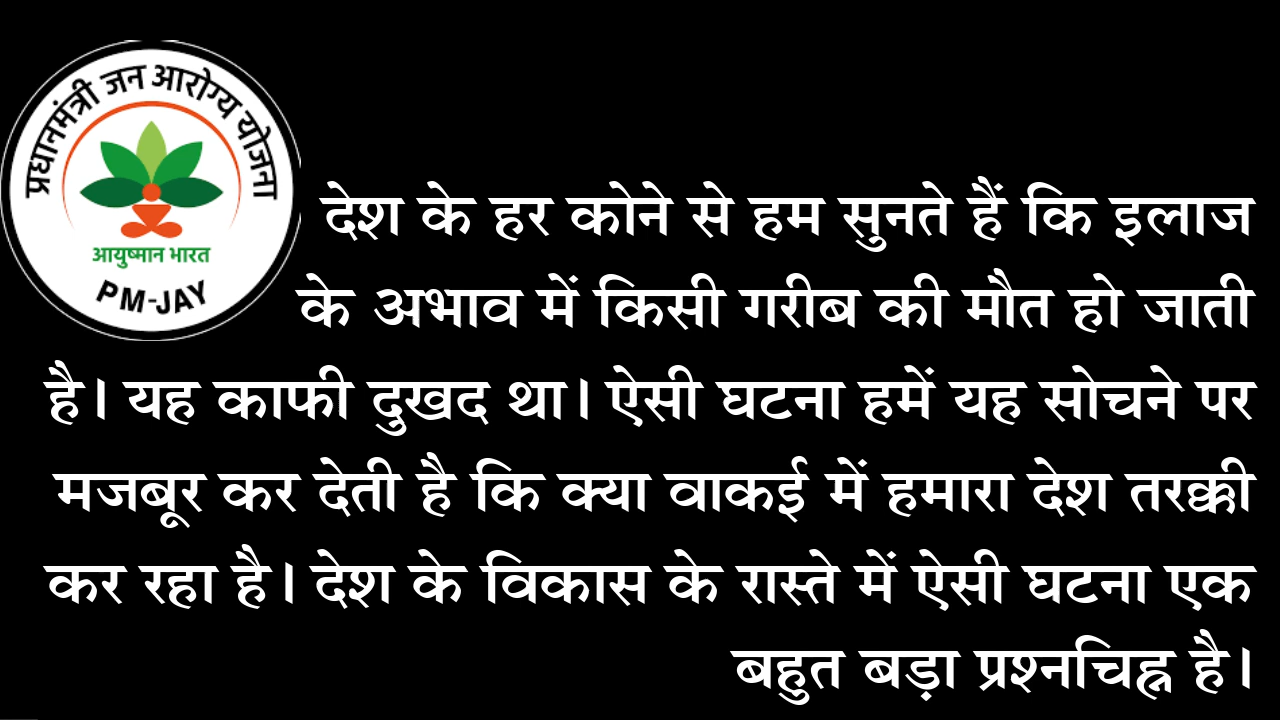 प्रधानमंत्री जन आरोग्य योजना
आयुष्मान भारत
PM-JAY
देश के हर कोने से हम सुनते हैं कि इलाज
के अभाव में किसी गरीब की मौत हो जाती
है। यह काफी दुखद था। ऐसी घटना हमें यह सोचने पर
मजबूर कर देती है कि क्या वाकई में हमारा देश तरक्की
कर रहा है। देश के विकास के रास्ते में ऐसी घटना एक
बहुत बड़ा प्रश्नचिह्न है।